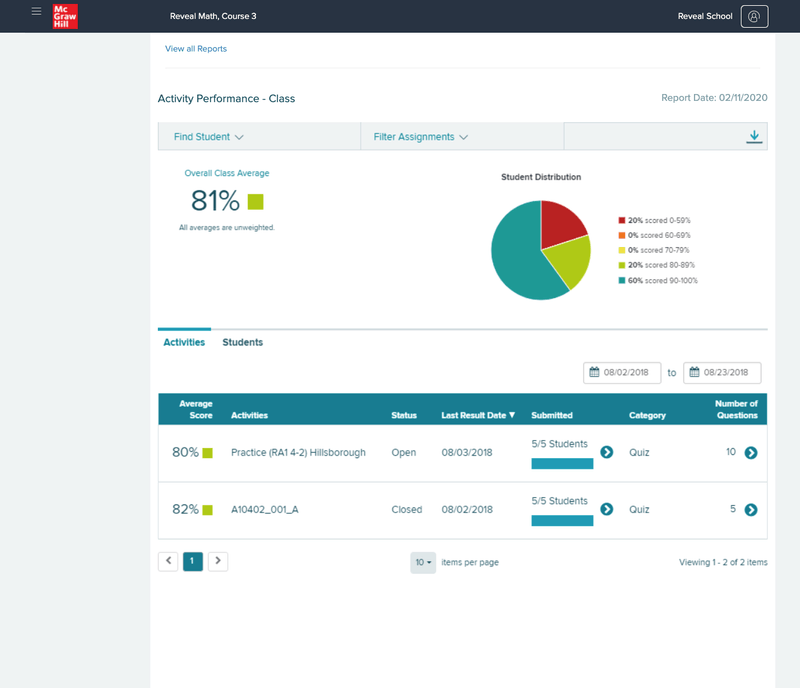 Mc
Graw
Hill
Reveal Math, Course 3
Reveal School
View all Reports
Activity Performance - Class
Report Date: 02/11/2020
Find Student
Filter Assignments
Overall Class Average
81%
All averages are unweighted.
Student Distribution
20% scored 0-59%
0% scored 60-69%
0% scored 70-79%
20% scored 80-89%
60% scored 90-100%
Activities Students
08/02/2018 to 08/23/2018
Average Score Activities Status Last Result Date ▼ Submitted Category Number of Questions
80% Practice (RA1 4-2) Hillsborough Open 08/03/2018 5/5 Students Quiz 10
82% A10402_001_A Closed 08/02/2018 5/5 Students Quiz 5
1 10 items per page Viewing 1 - 2 of 2 items